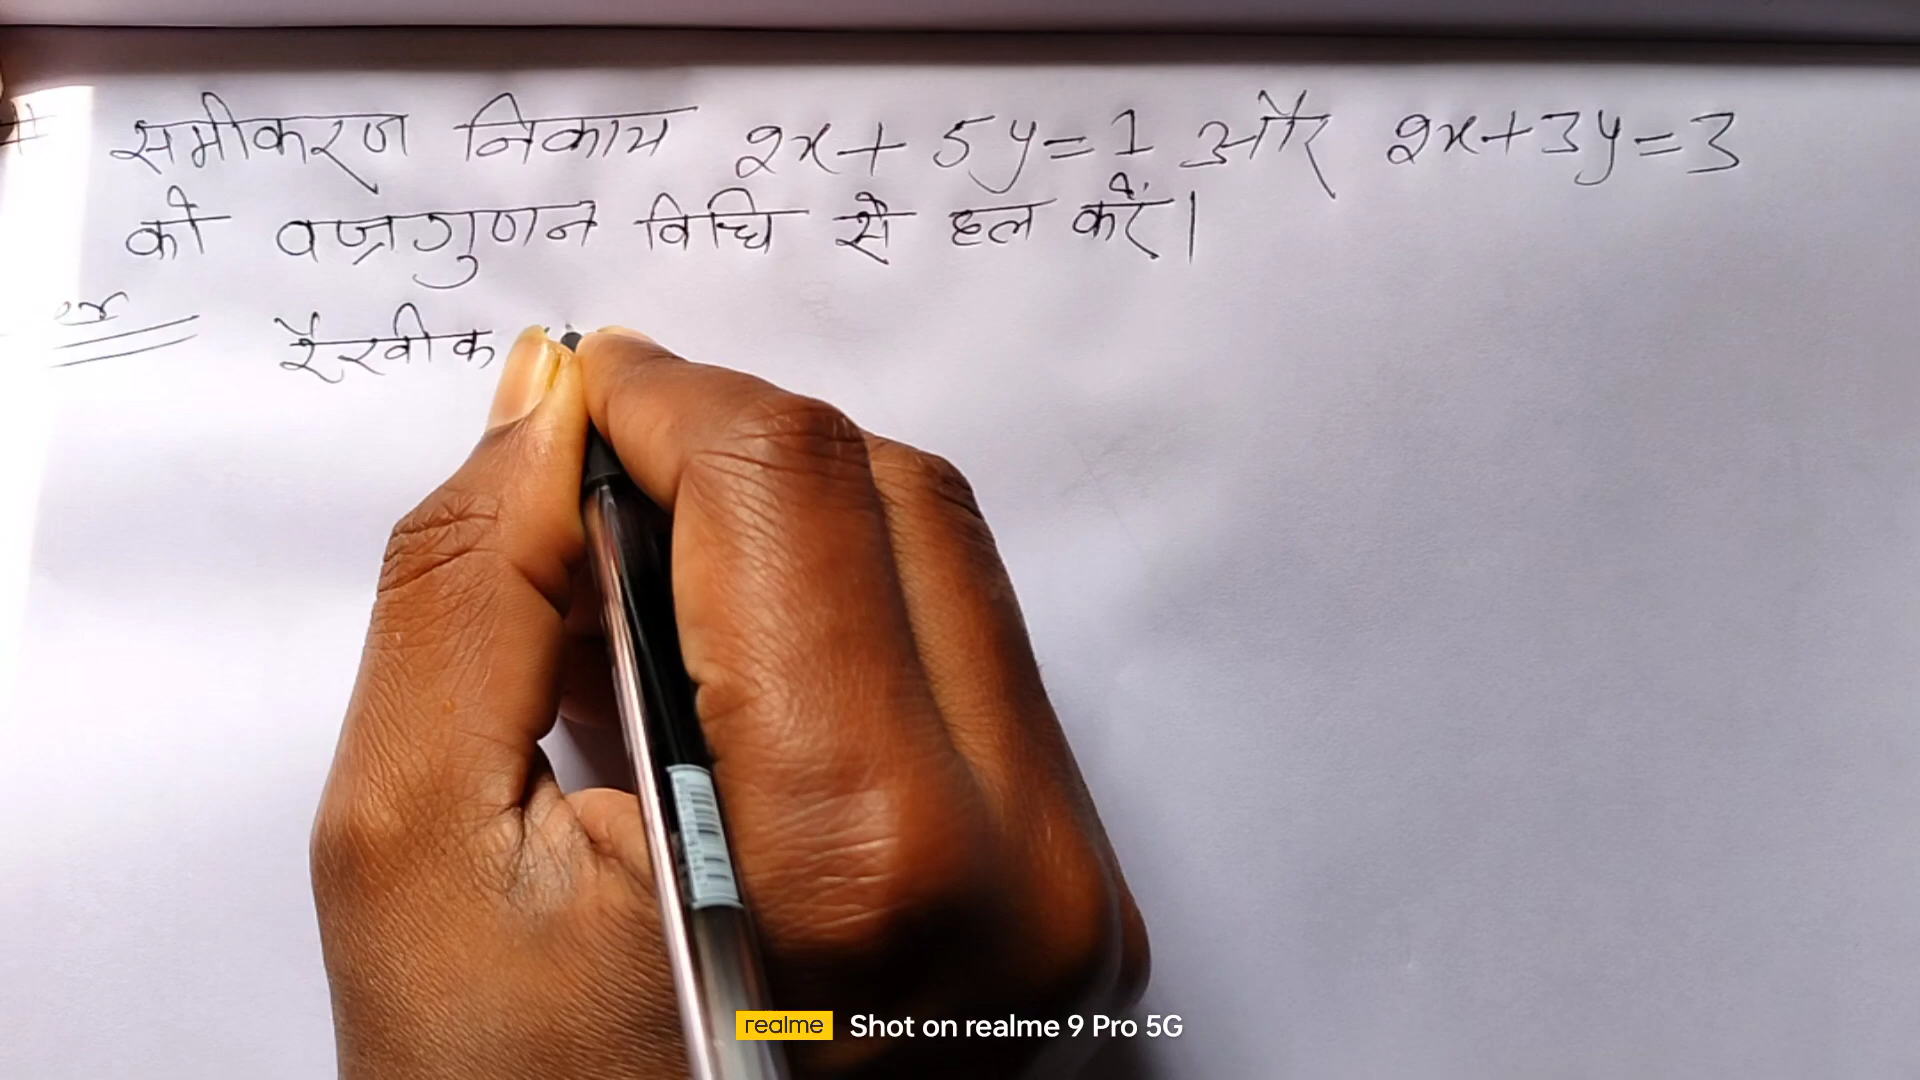 # समीकरण निकाय 2x + 5y = 1 और 2x + 3y = 3
को वज्रगुणन विधि से हल करें।
रैखीक
realme Shot on realme 9 Pro 5G